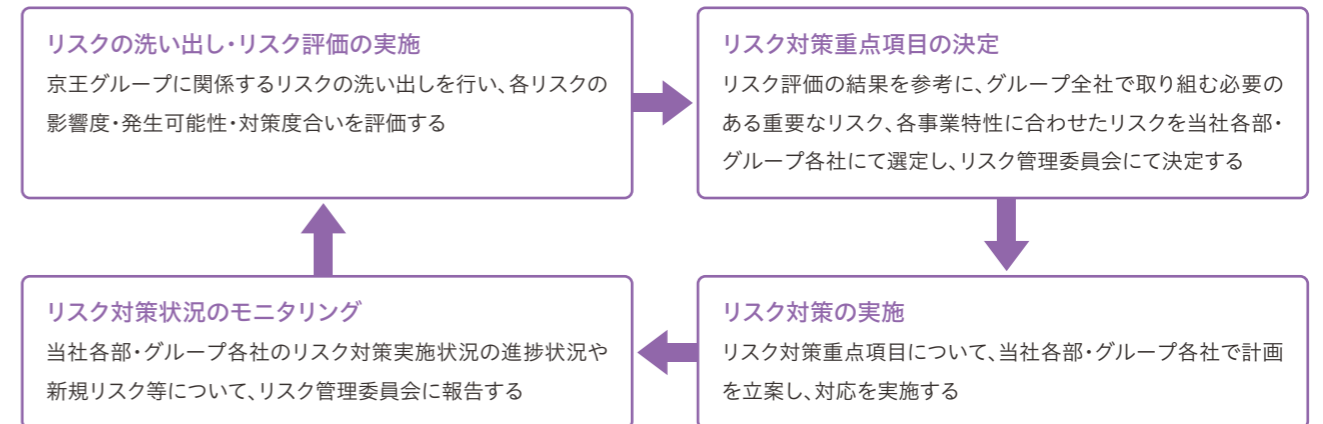 リスクの洗い出し・リスク評価の実施
京王グループに関係するリスクの洗い出しを行い、各リスクの
影響度・発生可能性・対策度合いを評価する
リスク対策重点項目の決定
リスク評価の結果を参考に、グループ全社で取り組む必要の
ある重要なリスク、各事業特性に合わせたリスクを当社各部・
グループ各社にて選定し、リスク管理委員会にて決定する
リスク対策の実施
リスク対策重点項目について、当社各部・グループ各社で計画
を立案し、対応を実施する
リスク対策状況のモニタリング
当社各部・グループ各社のリスク対策実施状況の進捗状況や
新規リスク等について、リスク管理委員会に報告する